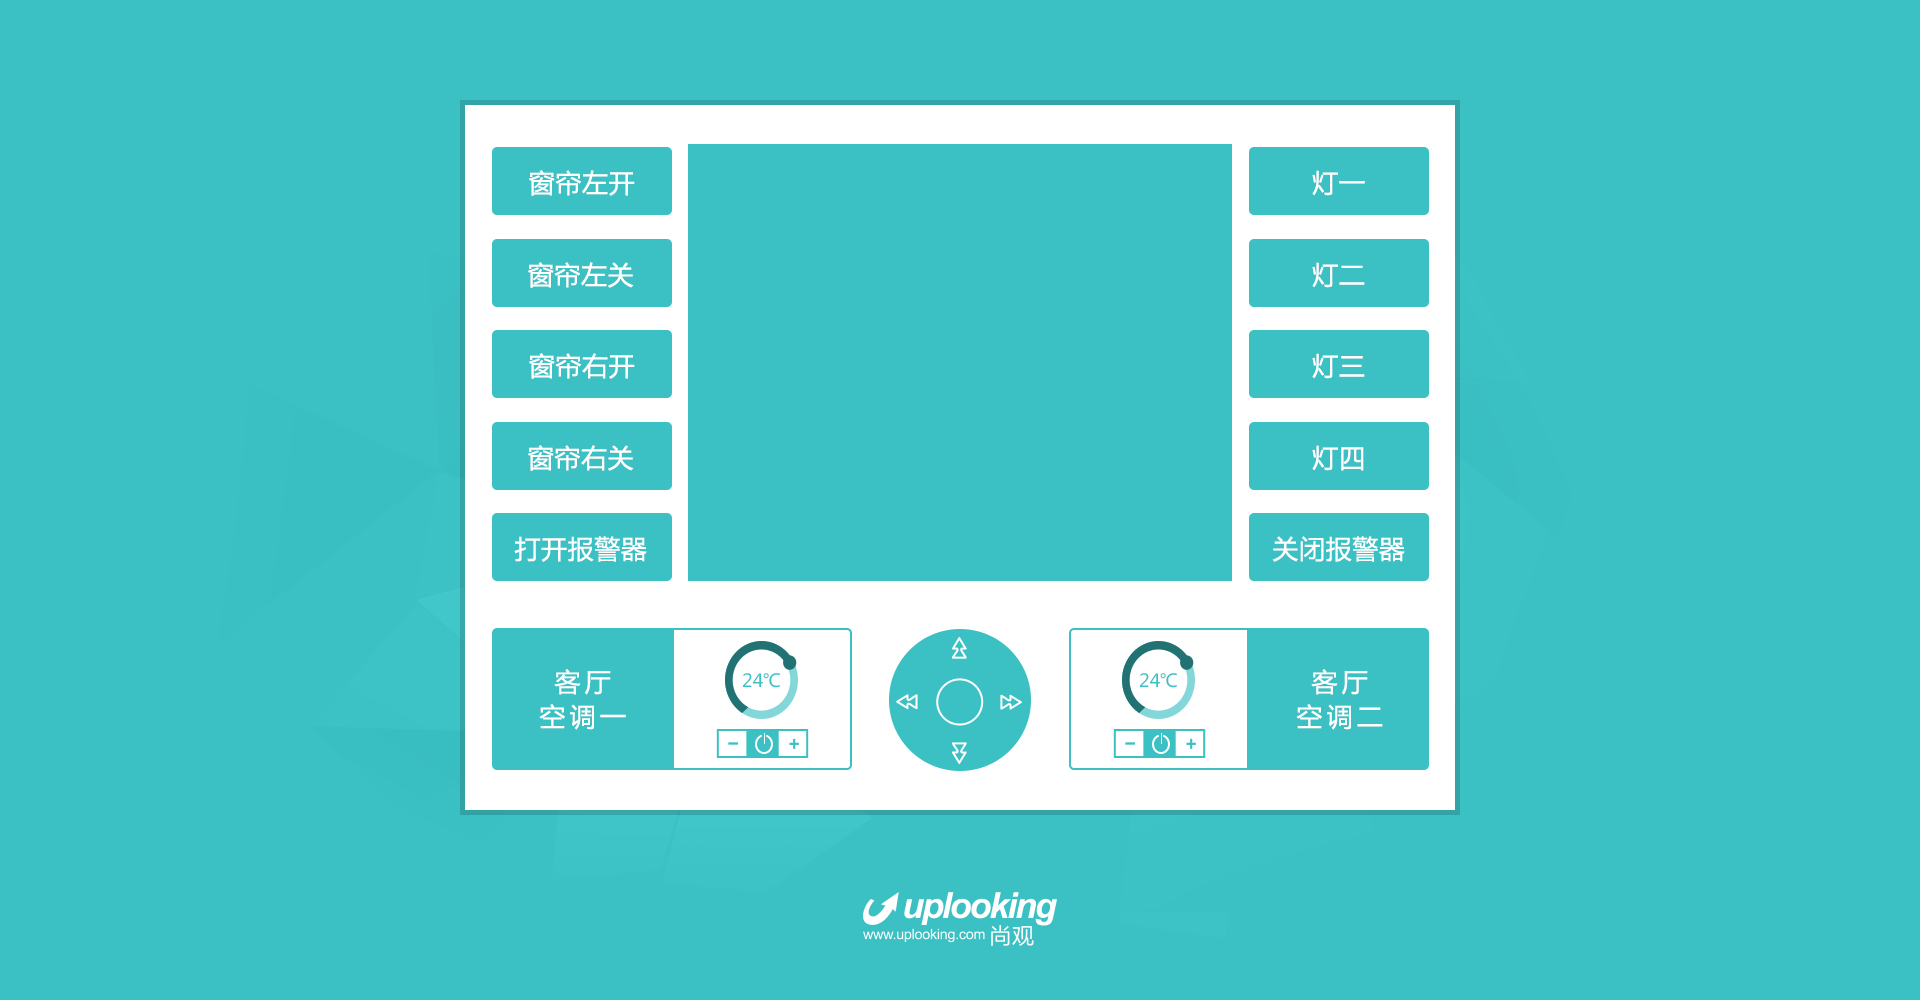 窗帘左开
窗帘左关
窗帘右开
窗帘右关
打开报警器
灯一
灯二
灯三
灯四
关闭报警器
客厅
空调一
24℃
− +
24℃
− +
客厅
空调二
uplooking
www.uplooking.com 尚观